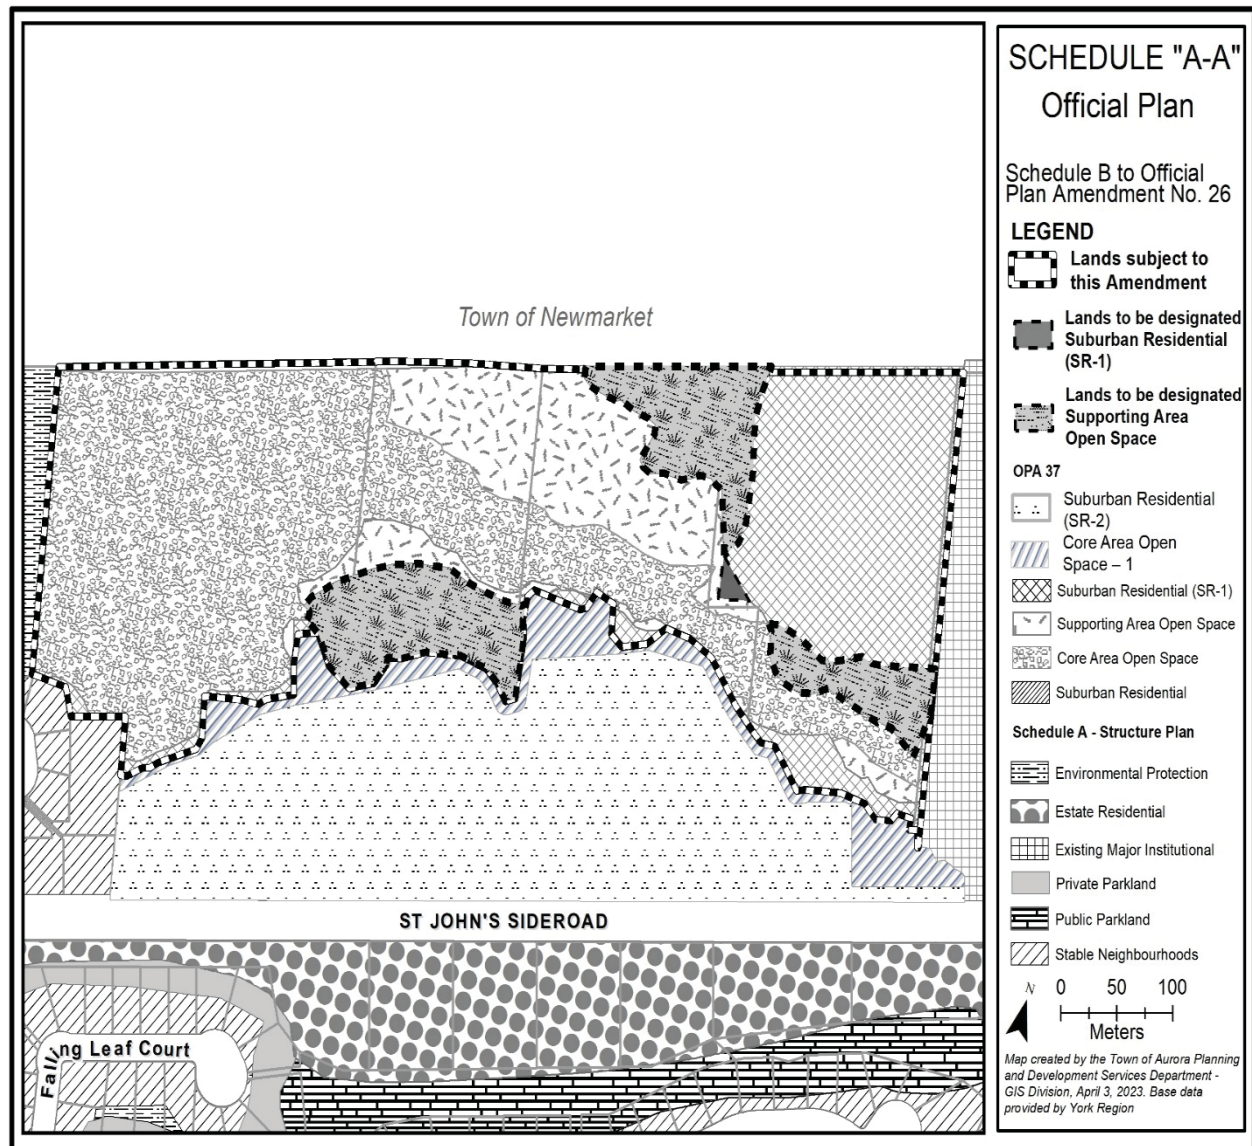 Town of Newmarket
ST JOHN'S SIDEROAD
Falling Leaf Court
SCHEDULE "A-A"
Official Plan
Schedule B to Official
Plan Amendment No. 26
LEGEND
Lands subject to
this Amendment
Lands to be designated
Suburban Residential
(SR-1)
Lands to be designated
Supporting Area
Open Space
OPA 37
Suburban Residential
(SR-2)
Core Area Open
Space – 1
Suburban Residential (SR-1)
Supporting Area Open Space
Core Area Open Space
Suburban Residential
Schedule A - Structure Plan
Environmental Protection
Estate Residential
Existing Major Institutional
Private Parkland
Public Parkland
Stable Neighbourhoods
N
0 50 100
Meters
Map created by the Town of Aurora Planning
and Development Services Department -
GIS Division, April 3, 2023. Base data
provided by York Region